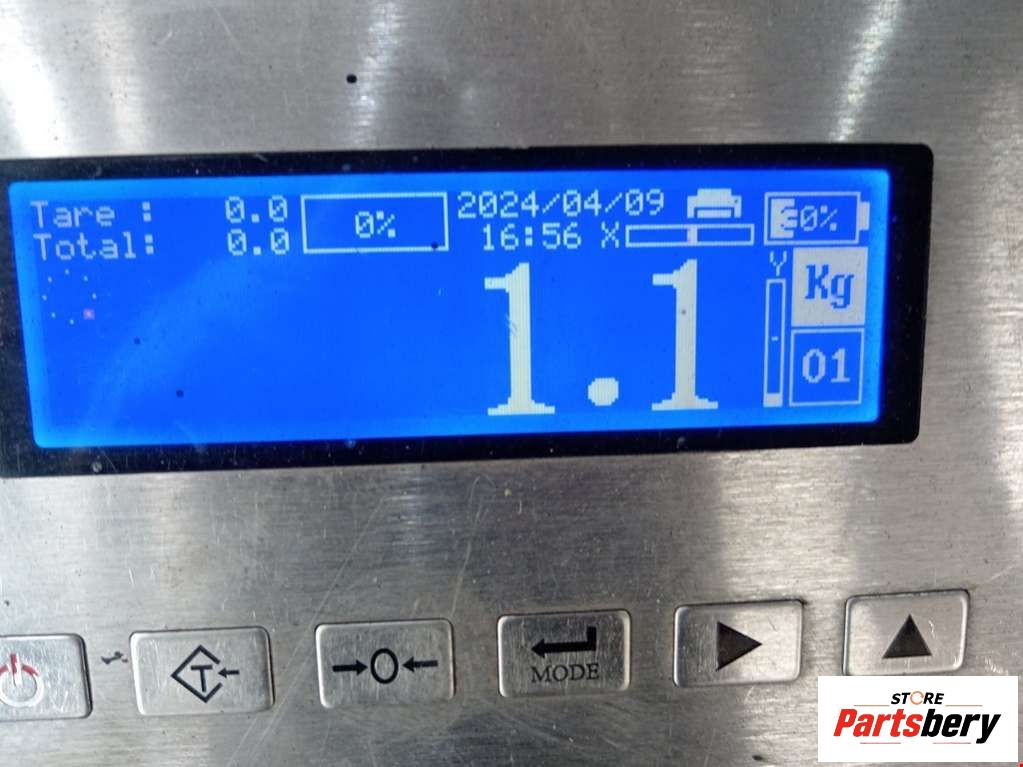 Tare : 0.0
Total: 0.0
0%
2024/04/09
16:56 X
0%
Y
Kg
01
1.1
T
0
MODE
STORE
Partsbery